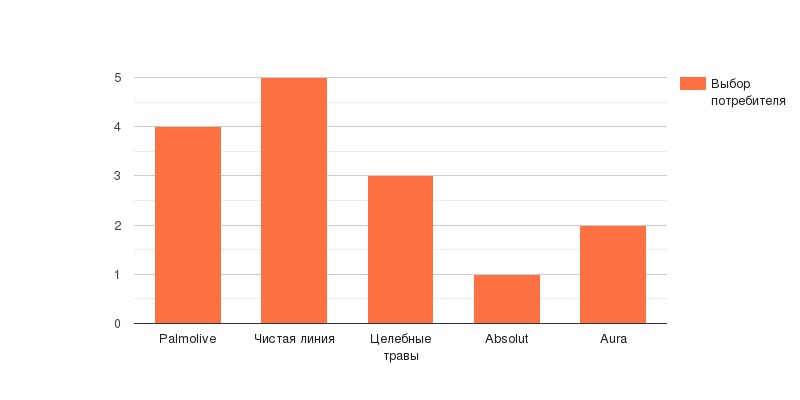 5
4
3
2
1
0
Выбор
потребителя
Palmolive
Чистая линия
Целебные
травы
Absolut
Aura